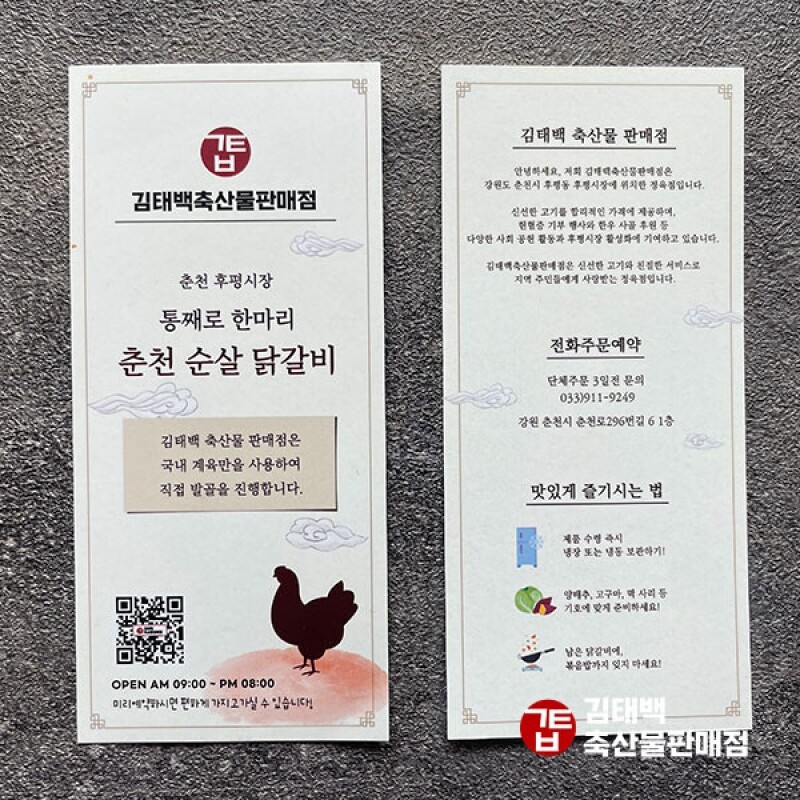 김태백축산물판매점
춘천 후평시장
통째로 한마리
춘천 순살 닭갈비
김태백 축산물 판매점은
국내 계육만을 사용하여
직접 발골을 진행합니다.
OPEN AM 09:00 ~ PM 08:00
미리예약하시면 편하게 가지고가실 수 있습니다!
김태백 축산물 판매점
안녕하세요, 저희 김태백축산물판매점은
강원도 춘천시 후평동 후평시장에 위치한 정육점입니다.
신선한 고기를 합리적인 가격에 제공하며,
헌혈증 기부 행사와 한우 사골 후원 등
다양한 사회 공헌 활동과 후평시장 활성화에 기여하고 있습니다.
김태백축산물판매점은 신선한 고기와 친절한 서비스로
지역 주민들에게 사랑받는 정육점입니다.
전화주문예약
단체주문 3일전 문의
033)911-9249
강원 춘천시 춘천로296번길 6 1층
맛있게 즐기시는 법
제품 수령 즉시
냉장 또는 냉동 보관하기!
양배추, 고구마, 떡 사리 등
기호에 맞게 준비하세요!
남은 닭갈비에,
볶음밥까지 잊지 마세요!
김태백
축산물판매점